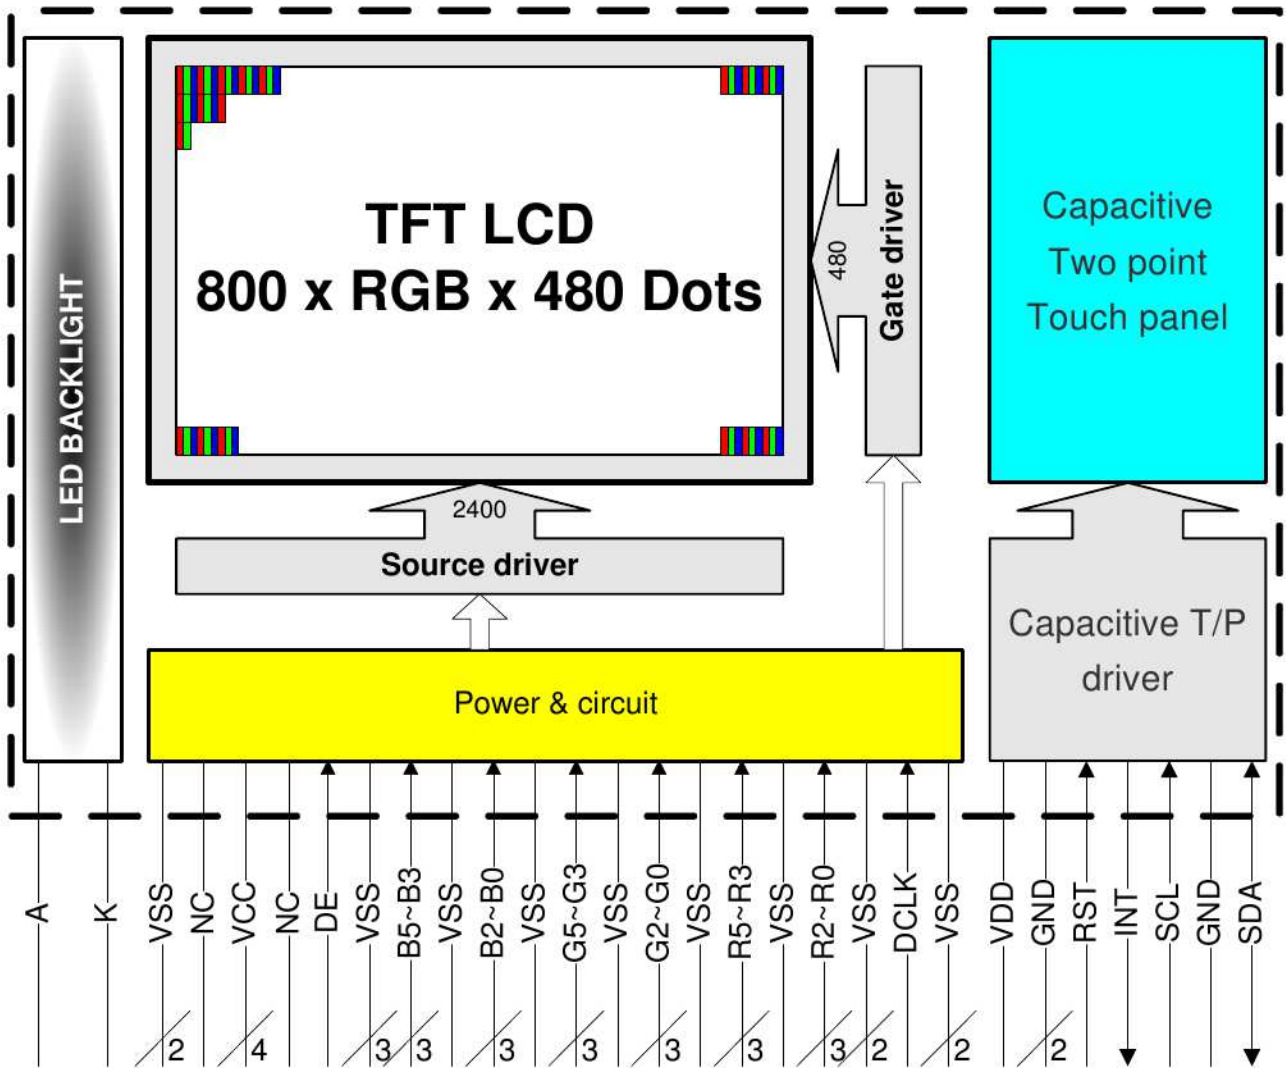 LED BACKLIGHT
TFT LCD
800 x RGB x 480 Dots
480
Gate driver
Capacitive
Two point
Touch panel
2400
Source driver
Capacitive T/P
driver
Power & circuit
A
K
VSS
NC
VCC
NC
DE
VSS
B5~B3
VSS
B2~B0
VSS
G5~G3
VSS
G2~G0
VSS
R5~R3
VSS
R2~R0
VSS
DCLK
VSS
VDD
GND
RST
INT
SCL
GND
SDA
2
4
3
3
3
3
3
3
3
2
2
2